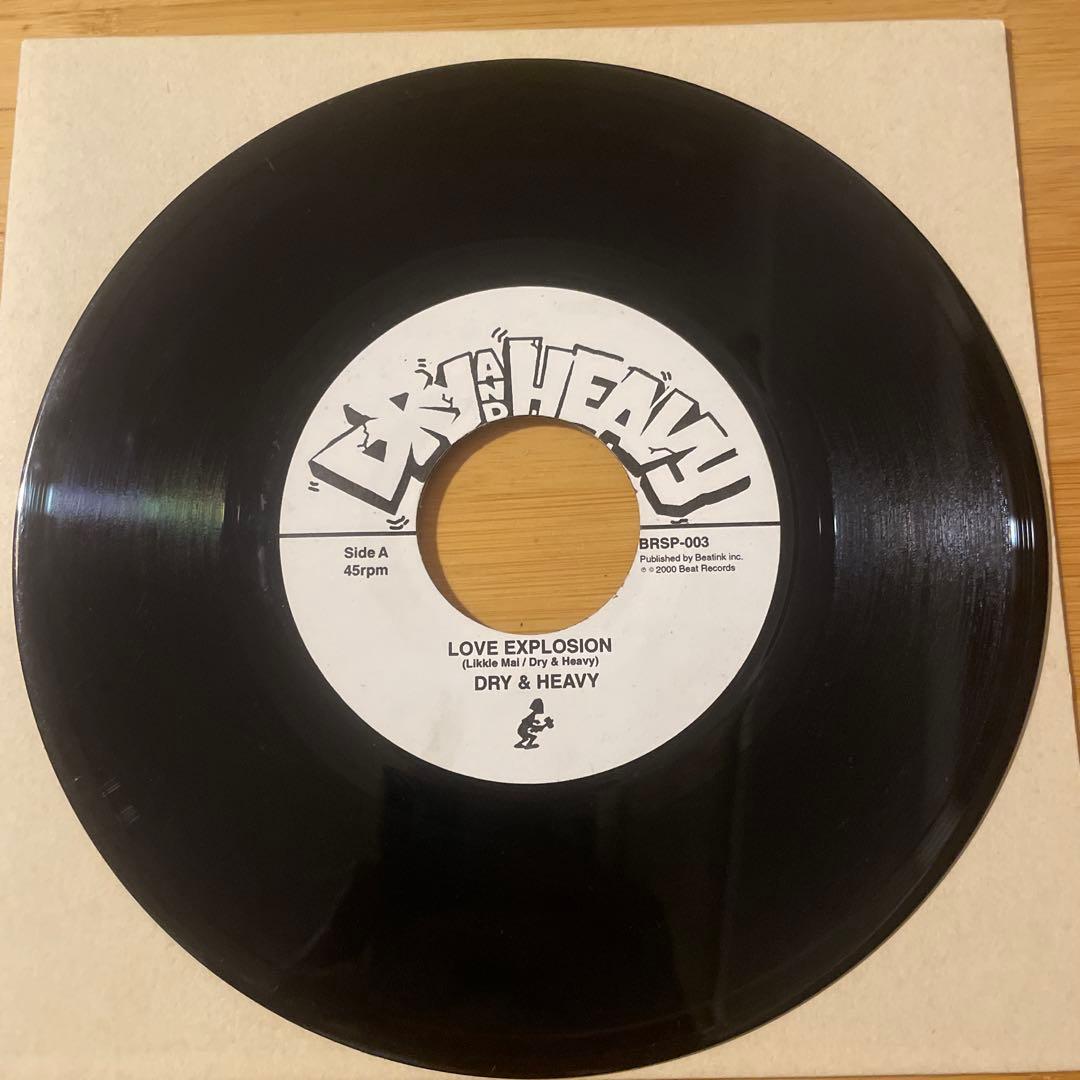 DRY AND HEAVY
Side A
45rpm
BRSP-003
Published by Beatink inc.
℗ © 2000 Beat Records
LOVE EXPLOSION
(Likkle Mai / Dry & Heavy)
DRY & HEAVY